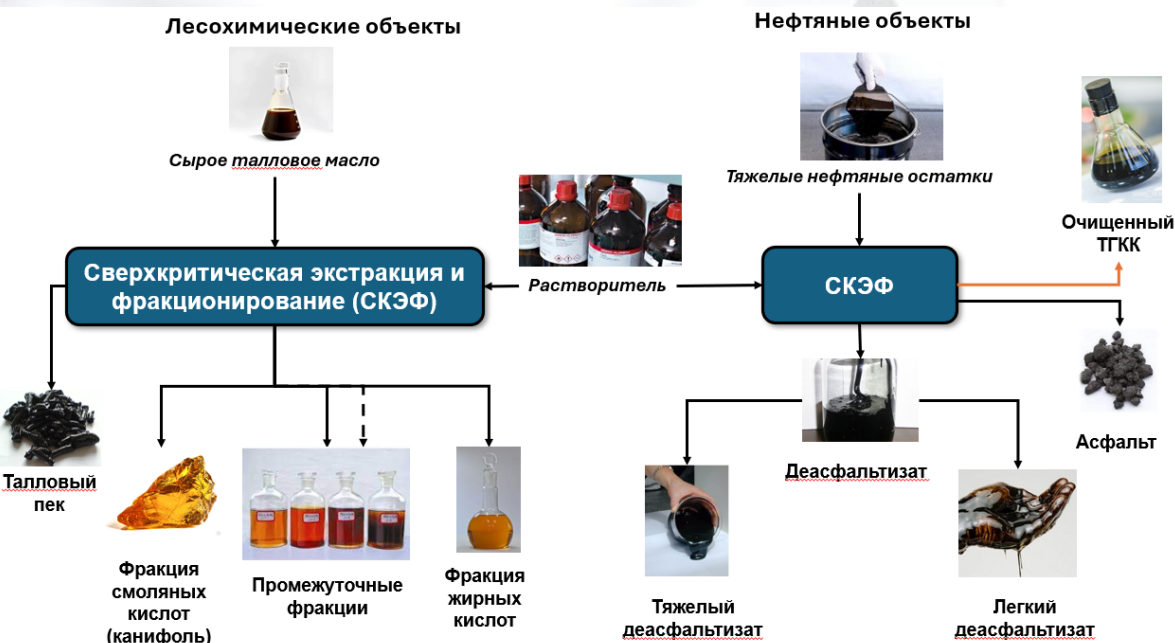 Лесохимические объекты
Нефтяные объекты
Сырое талловое масло
Тяжелые нефтяные остатки
Очищенный
ТГКК
Сверхкритическая экстракция и
фракционирование (СКЭФ)
Растворитель
СКЭФ
Талловый
пек
Фракция
смоляных
кислот
(канифоль)
Промежуточные
фракции
Фракция
жирных
кислот
Деасфальтизат
Асфальт
Тяжелый
деасфальтизат
Легкий
деасфальтизат